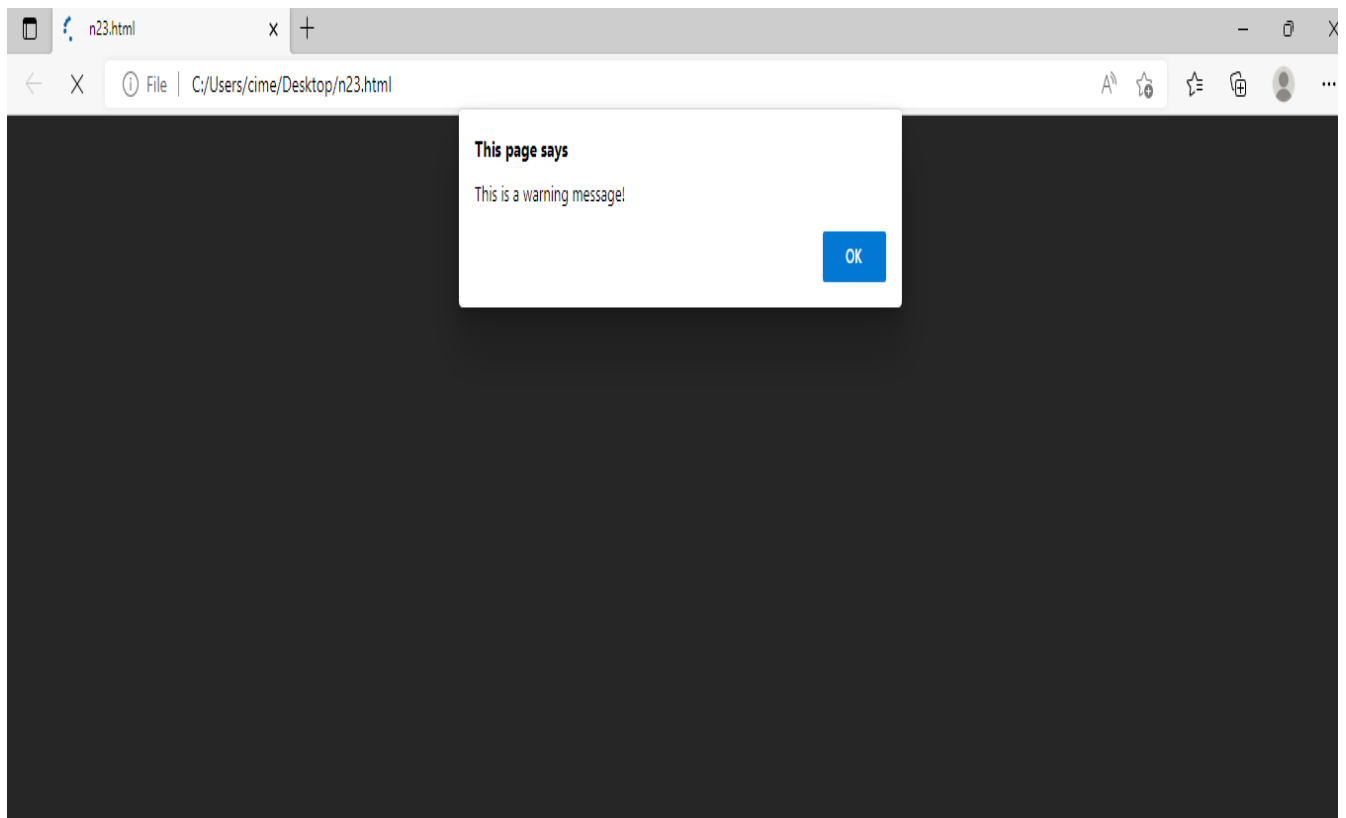 n23.html
File C:/Users/cime/Desktop/n23.html
This page says
This is a warning message!
OK